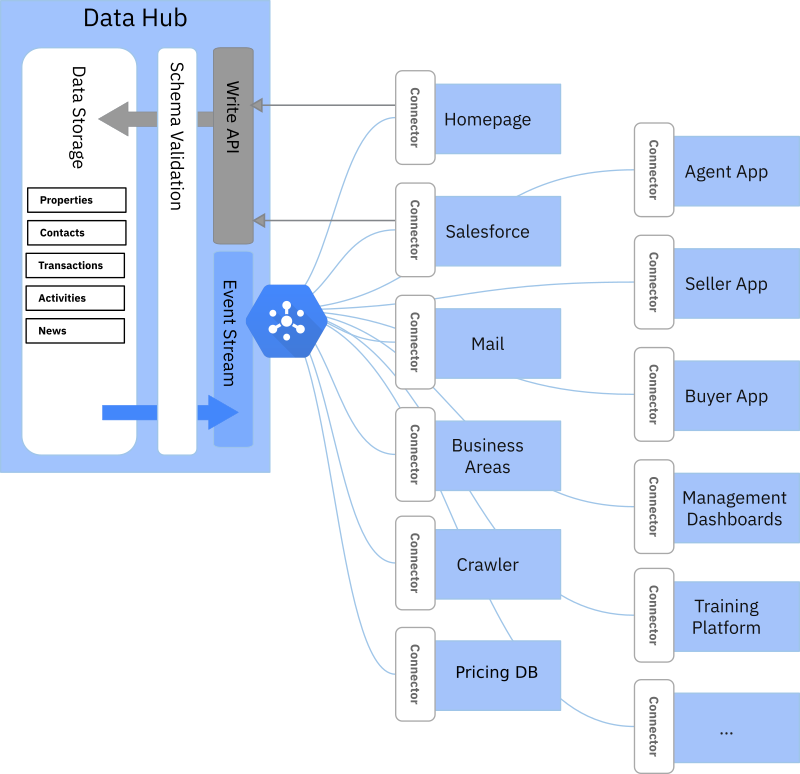 Data Hub
Data Storage
Schema Validation
Write API
Event Stream
Properties
Contacts
Transactions
Activities
News
Connector
Homepage
Connector
Salesforce
Connector
Mail
Connector
Business
Areas
Connector
Crawler
Connector
Pricing DB
Connector
Agent App
Connector
Seller App
Connector
Buyer App
Connector
Management
Dashboards
Connector
Training
Platform
Connector
...